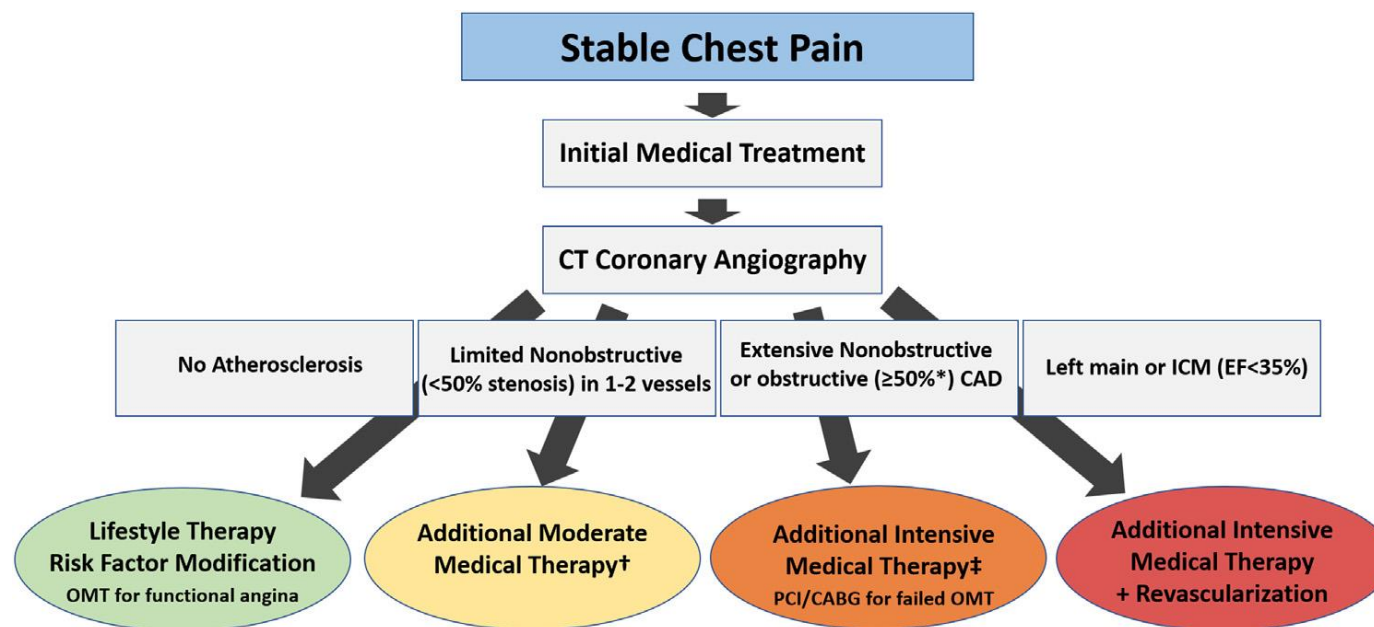 Stable Chest Pain
Initial Medical Treatment
CT Coronary Angiography
No Atherosclerosis
Limited Nonobstructive
(<50% stenosis) in 1-2 vessels
Extensive Nonobstructive
or obstructive (≥50%*) CAD
Left main or ICM (EF<35%)
Lifestyle Therapy
Risk Factor Modification
OMT for functional angina
Additional Moderate
Medical Therapy†
Additional Intensive
Medical Therapy‡
PCI/CABG for failed OMT
Additional Intensive
Medical Therapy
+ Revascularization